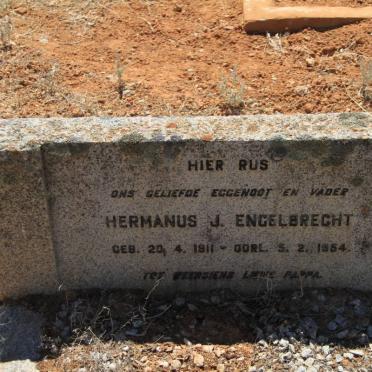 HIER RUS
ONS GELIEFDE EGGENOOT EN VADER
HERMANUS J. ENGELBRECHT
GEB. 20. 4. 1911 - OORL. 5. 2. 1964
TOT WEERSIENS LIEWE PAPPA.